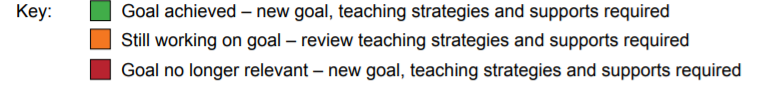 Key: Goal achieved – new goal, teaching strategies and supports required
Still working on goal – review teaching strategies and supports required
Goal no longer relevant – new goal, teaching strategies and supports required